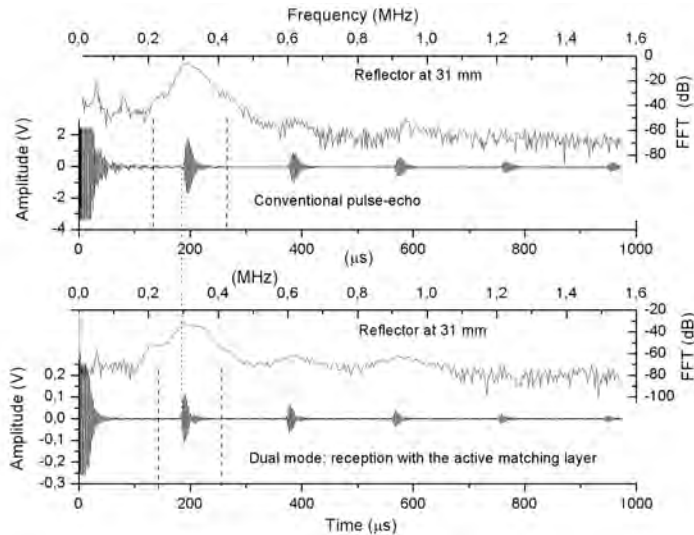 Frequency (MHz)
0,0 0,2 0,4 0,6 0,8 1,0 1,2 1,4 1,6
Reflector at 31 mm
0
-20
-40
-60
-80
FFT (dB)
Amplitude (V)
2
0
-2
-4
Conventional pulse-echo
0 200 400 600 800 1000
(μs)
(MHz)
0,0 0,2 0,4 0,6 0,8 1,0 1,2 1,4 1,6
Reflector at 31 mm
-20
-40
-60
-80
-100
FFT (dB)
Amplitude (V)
0,2
0,1
0,0
-0,1
-0,2
-0,3
Dual mode: reception with the active matching layer
0 200 400 600 800 1000
Time (μs)